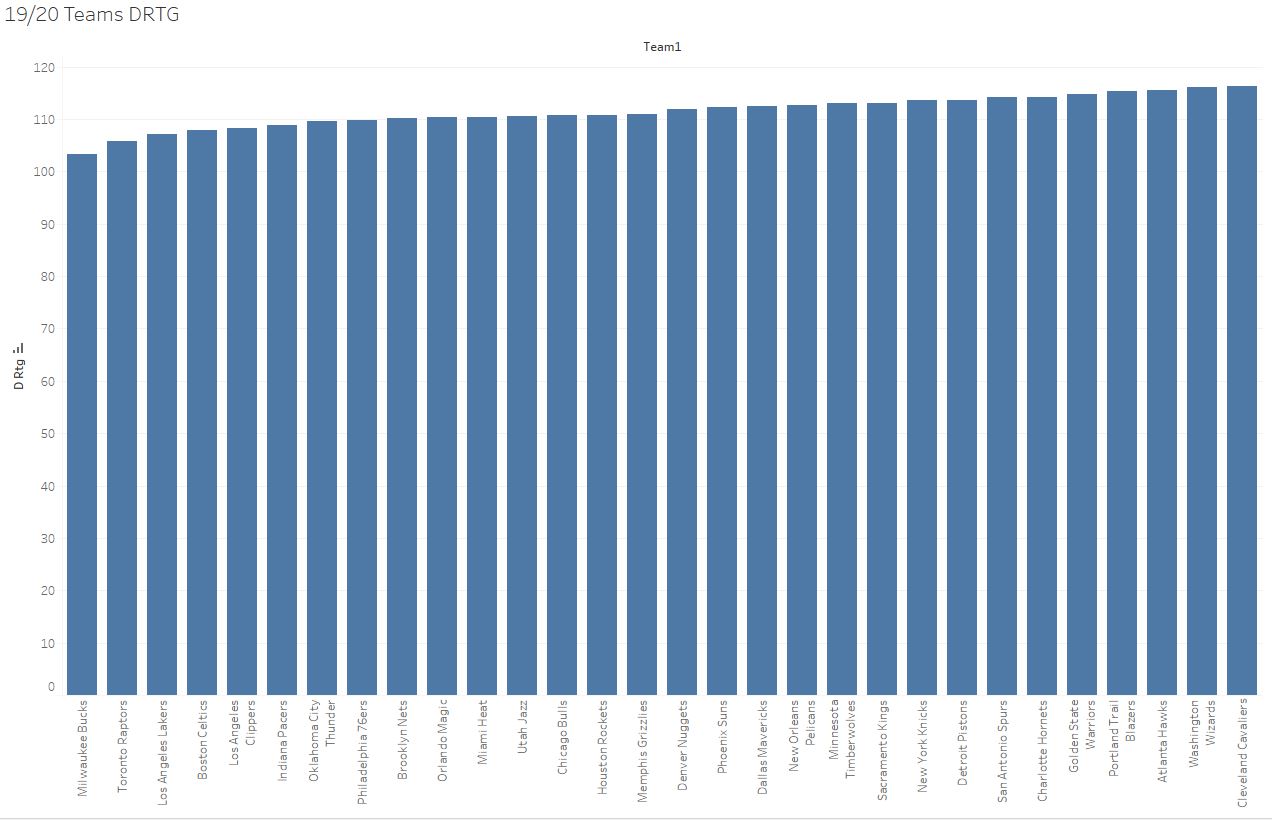 19/20 Teams DRTG
Team1
120
110
100
90
80
70
60
50
40
30
20
10
0
D Rtg
Milwaukee Bucks
Toronto Raptors
Los Angeles Lakers
Boston Celtics
Los Angeles
Clippers
Indiana Pacers
Oklahoma City
Thunder
Philadelphia 76ers
Brooklyn Nets
Orlando Magic
Miami Heat
Utah Jazz
Chicago Bulls
Houston Rockets
Memphis Grizzlies
Denver Nuggets
Phoenix Suns
Dallas Mavericks
New Orleans
Pelicans
Minnesota
Timberwolves
Sacramento Kings
New York Knicks
Detroit Pistons
San Antonio Spurs
Charlotte Hornets
Golden State
Warriors
Portland Trail
Blazers
Atlanta Hawks
Washington
Wizards
Cleveland Cavaliers